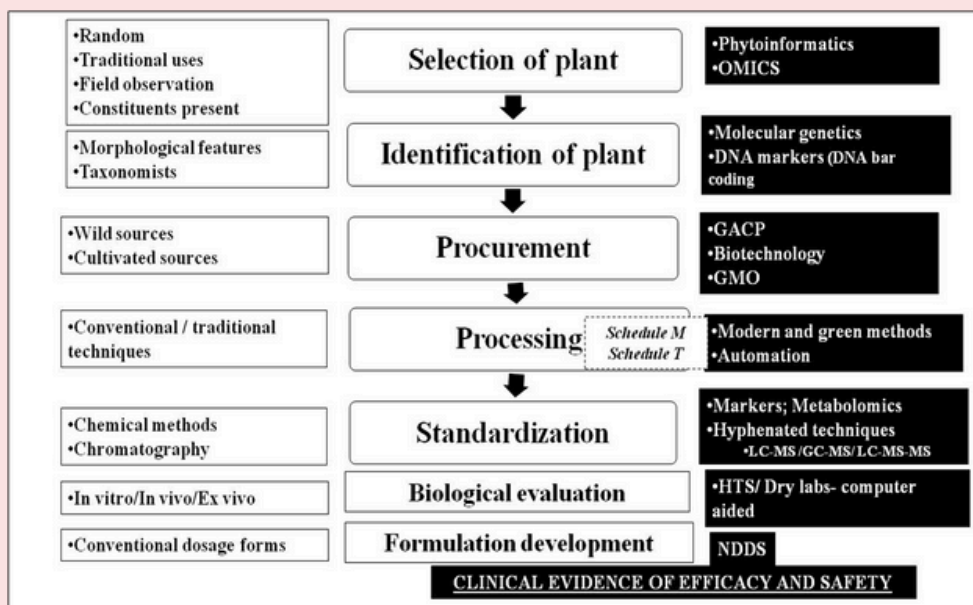 •Random
•Traditional uses
•Field observation
•Constituents present
Selection of plant
•Phytoinformatics
•OMICS
•Morphological features
•Taxonomists
Identification of plant
•Molecular genetics
•DNA markers (DNA bar
coding
•Wild sources
•Cultivated sources
Procurement
•GACP
•Biotechnology
•GMO
•Conventional / traditional
techniques
Processing
Schedule M
Schedule T
•Modern and green methods
•Automation
•Chemical methods
•Chromatography
Standardization
•Markers; Metabolomics
•Hyphenated techniques
•LC-MS/GC-MS/LC-MS-MS
•In vitro/In vivo/Ex vivo
Biological evaluation
•HTS/ Dry labs- computer
aided
•Conventional dosage forms
Formulation development
NDDS
CLINICAL EVIDENCE OF EFFICACY AND SAFETY